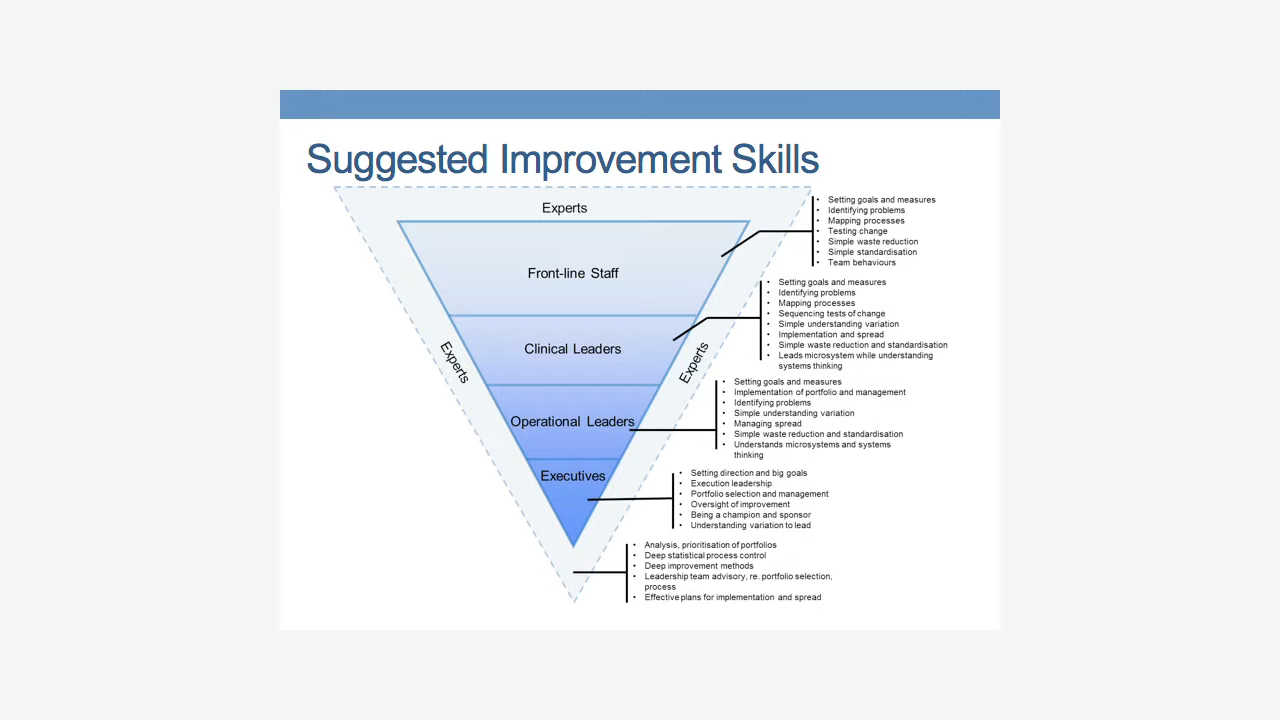 Suggested Improvement Skills
Experts
Front-line Staff
Clinical Leaders
Operational Leaders
Executives
Experts
Experts
• Setting goals and measures
• Identifying problems
• Mapping processes
• Testing change
• Simple waste reduction
• Simple standardisation
• Team behaviours
• Setting goals and measures
• Identifying problems
• Mapping processes
• Sequencing tests of change
• Simple understanding variation
• Implementation and spread
• Simple waste reduction and standardisation
• Leads microsystem while understanding
systems thinking
• Setting goals and measures
• Implementation of portfolio and management
• Identifying problems
• Simple understanding variation
• Managing spread
• Simple waste reduction and standardisation
• Understands microsystems and systems
thinking
• Setting direction and big goals
• Execution leadership
• Portfolio selection and management
• Oversight of improvement
• Being a champion and sponsor
• Understanding variation to lead
• Analysis, prioritisation of portfolios
• Deep statistical process control
• Deep improvement methods
• Leadership team advisory, re. portfolio selection,
process
• Effective plans for implementation and spread